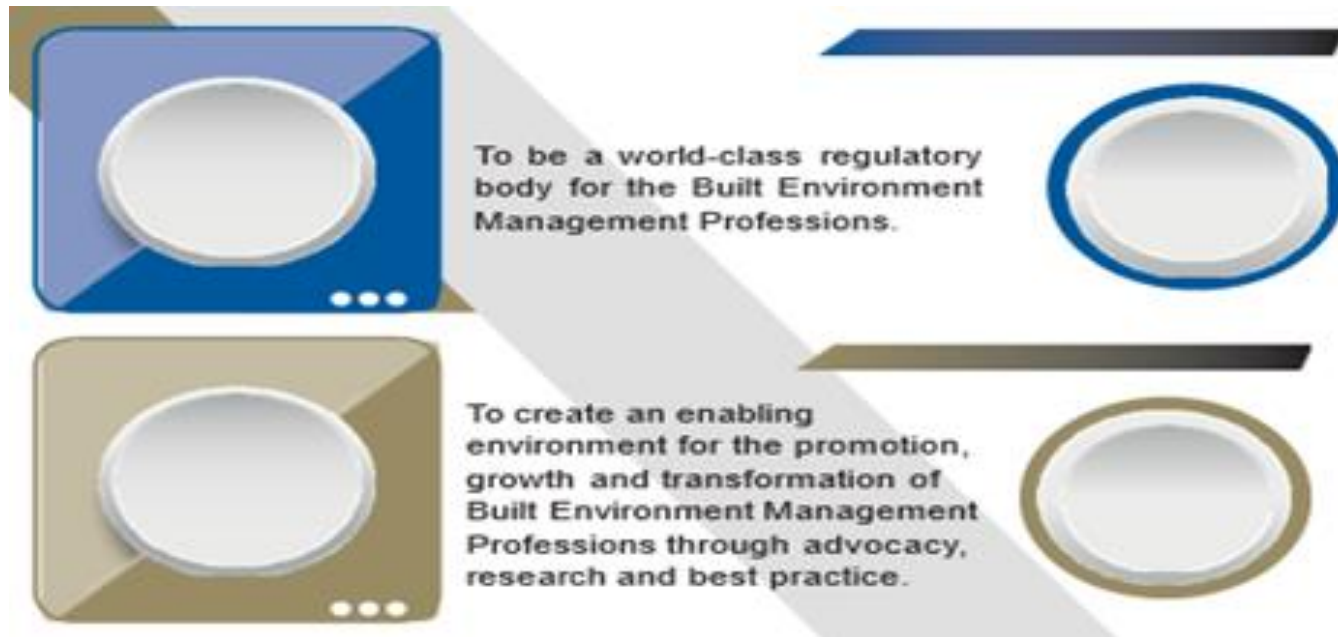 To be a world-class regulatory
body for the Built Environment
Management Professions.
To create an enabling
environment for the promotion,
growth and transformation of
Built Environment Management
Professions through advocacy,
research and best practice.